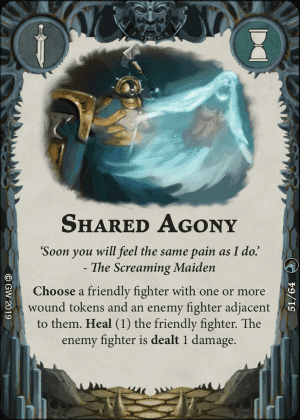 SHARED AGONY
‘Soon you will feel the same pain as I do.’
- The Screaming Maiden
Choose a friendly fighter with one or more
wound tokens and an enemy fighter adjacent
to them. Heal (1) the friendly fighter. The
enemy fighter is dealt 1 damage.
© GW 2019
51/64